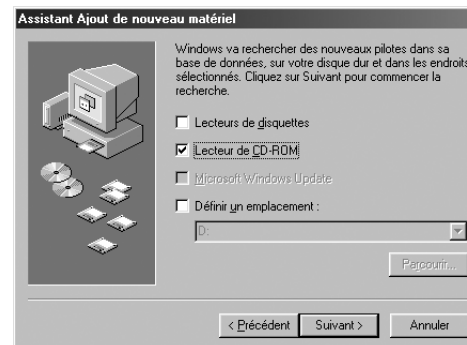 Assistant Ajout de nouveau matériel
Windows va rechercher des nouveaux pilotes dans sa
base de données, sur votre disque dur et dans les endroits
sélectionnés. Cliquez sur Suivant pour commencer la
recherche.
Lecteurs de disquettes
Lecteur de CD-ROM
Microsoft Windows Update
Définir un emplacement :
D:
Parcourir...
< Précédent
Suivant >
Annuler